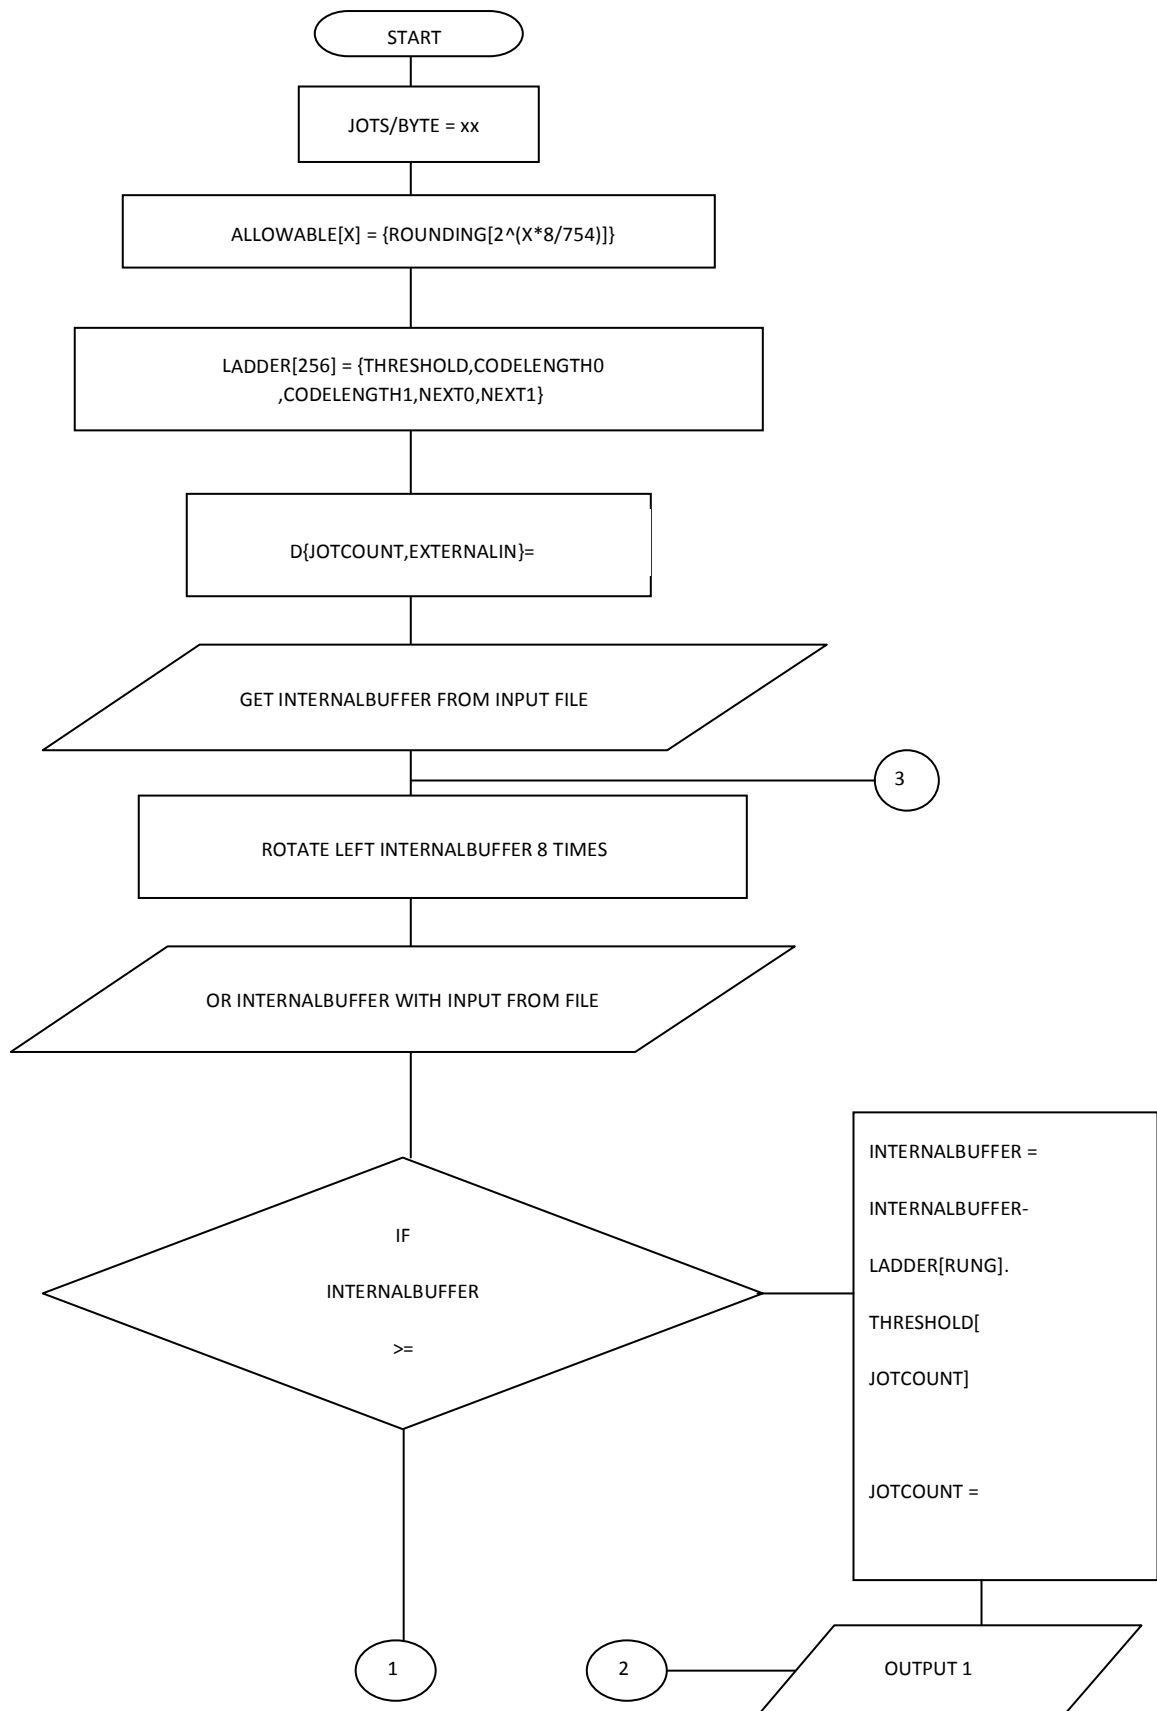 START
JOTS/BYTE = xx
ALLOWABLE[X] = {ROUNDING[2^(X*8/754)]}
LADDER[256] = {THRESHOLD,CODELENGTH0
,CODELENGTH1,NEXT0,NEXT1}
D{JOTCOUNT,EXTERNALIN}=
GET INTERNALBUFFER FROM INPUT FILE
3
ROTATE LEFT INTERNALBUFFER 8 TIMES
OR INTERNALBUFFER WITH INPUT FROM FILE
IF
INTERNALBUFFER
>=
INTERNALBUFFER =
INTERNALBUFFER-
LADDER[RUNG].
THRESHOLD[
JOTCOUNT]
JOTCOUNT =
1
2
OUTPUT 1